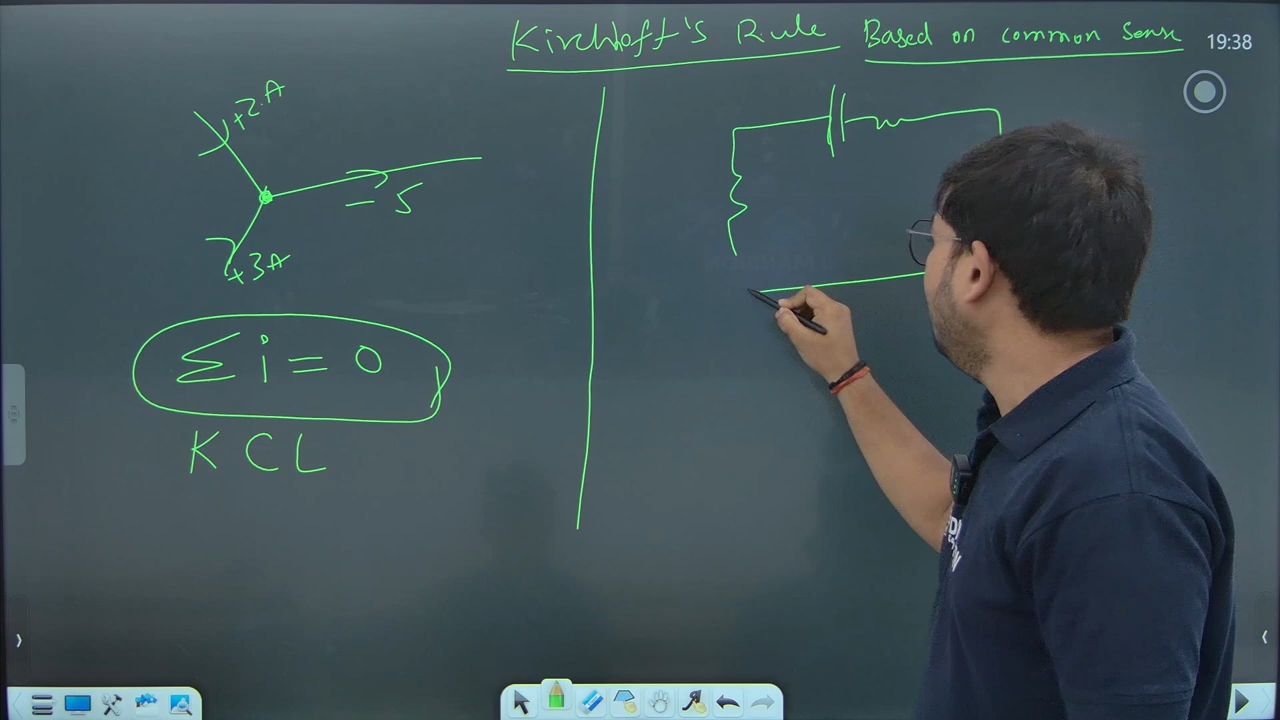 Kirchhoff's Rule Based on common sense
19:38
+2A
-5
+3A
Σi = 0
KCL